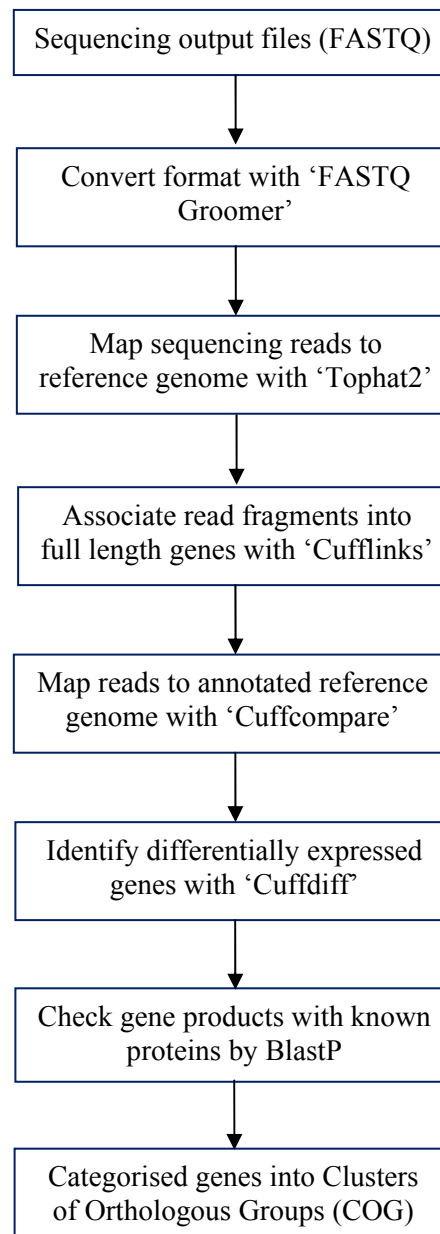 Sequencing output files (FASTQ)
Convert format with ‘FASTQ
Groomer’
Map sequencing reads to
reference genome with ‘Tophat2’
Associate read fragments into
full length genes with ‘Cufflinks’
Map reads to annotated reference
genome with ‘Cuffcompare’
Identify differentially expressed
genes with ‘Cuffdiff’
Check gene products with known
proteins by BlastP
Categorised genes into Clusters
of Orthologous Groups (COG)